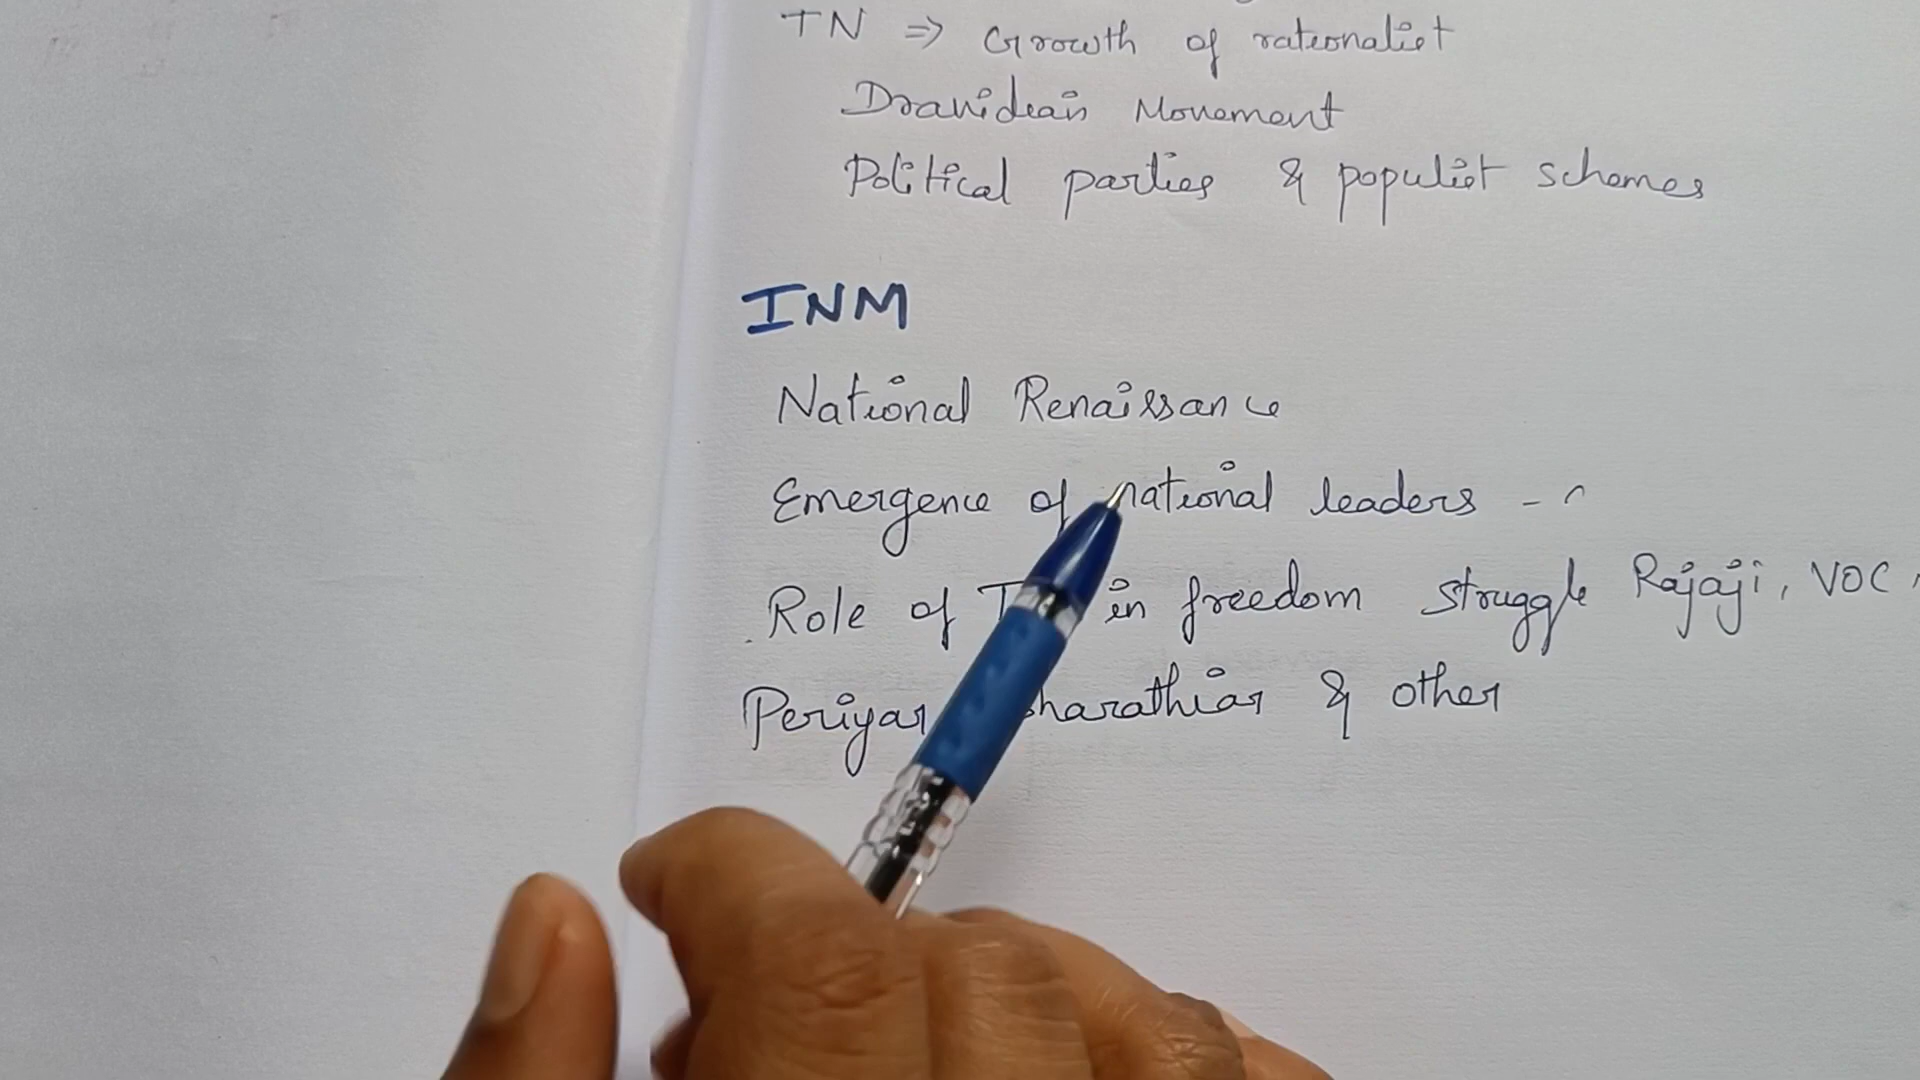 TN ⇒ Growth of rationalist
Dravidian Movement
Political parties & populist schemes
INM
National Renaissance
Emergence of national leaders -
Role of in freedom struggle Rajaji, VOC,
Periyar & other